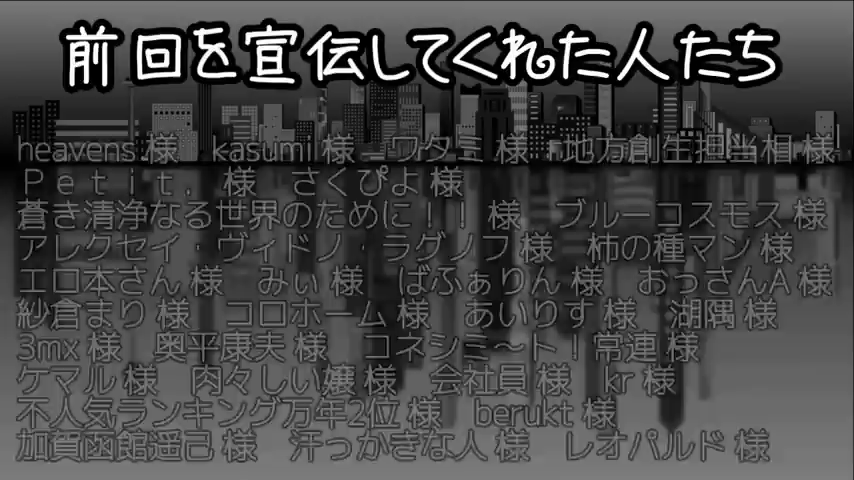 前回を宣伝してくれた人たち
heavens 様　kasumi 様　ワタミ 様　地方創生担当相 様
Ｐｅｔｉｔ． 様　さくぴよ 様
蒼き清浄なる世界のために！！ 様　ブルーコスモス 様
アレクセイ・ヴィドノ・ラグノフ 様　柿の種マン 様
エロ本さん 様　みぃ 様　ばふぁりん 様　おっさんA 様
紗倉まり 様　コロホーム 様　あいりす 様　湖隅 様
3mx 様　奥平康夫 様　コネシミ～ト！常連 様
ケマル 様　肉々しい嬢 様　会社員 様　kr 様
不人気ランキング万年2位 様　berukt 様
加賀函館遥己 様　汗っかきな人 様　レオパルド 様